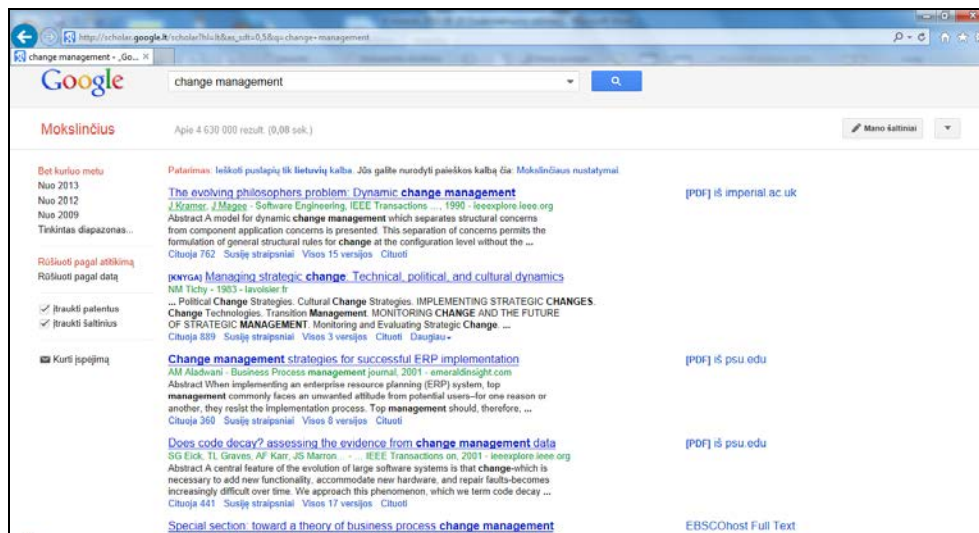 http://scholar.google.lt/scholar?hl=lt&as_sdt=0,5&q=change+management
change management - „Go...
Google
change management
Mokslinčius
Apie 4 630 000 rezult. (0,08 sek.)
Mano šaltiniai
Bet kuriuo metu
Nuo 2013
Nuo 2012
Nuo 2009
Tinkintas diapazonas...
Rūšiuoti pagal atitikimą
Rūšiuoti pagal datą
įtraukti patentus
įtraukti šaltinius
Kurti įspėjimą
Patarimas: Ieškoti puslapių tik lietuvių kalba. Jūs galite nurodyti paieškos kalbą čia: Mokslinčiaus nustatymai
The evolving philosophers problem: Dynamic change management
[PDF] iš imperial.ac.uk
J Kramer, J Magee - Software Engineering, IEEE Transactions ..., 1990 - ieeexplore.ieee.org
Abstract A model for dynamic change management which separates structural concerns
from component application concerns is presented. This separation of concerns permits the
formulation of general structural rules for change at the configuration level without the ...
Cituoja 762 Susiję straipsniai Visos 15 versijos Cituoti
[KNYGA] Managing strategic change: Technical, political, and cultural dynamics
NM Tichy - 1983 - lavoisier.fr
... Political Change Strategies. Cultural Change Strategies. IMPLEMENTING STRATEGIC CHANGES.
Change Technologies. Transition Management. MONITORING CHANGE AND THE FUTURE
OF STRATEGIC MANAGEMENT. Monitoring and Evaluating Strategic Change. ...
Cituoja 889 Susiję straipsniai Visos 3 versijos Cituoti Daugiau
Change management strategies for successful ERP implementation
[PDF] iš psu.edu
AM Aladwani - Business Process management journal, 2001 - emeraldinsight.com
Abstract When implementing an enterprise resource planning (ERP) system, top
management commonly faces an unwanted attitude from potential users–for one reason or
another, they resist the implementation process. Top management should, therefore, ...
Cituoja 360 Susiję straipsniai Visos 8 versijos Cituoti
Does code decay? assessing the evidence from change management data
[PDF] iš psu.edu
SG Eick, TL Graves, AF Karr, JS Marron... - ... IEEE Transactions on, 2001 - ieeexplore.ieee.org
Abstract A central feature of the evolution of large software systems is that change-which is
necessary to add new functionality, accommodate new hardware, and repair faults-becomes
increasingly difficult over time. We approach this phenomenon, which we term code decay ...
Cituoja 441 Susiję straipsniai Visos 17 versijos Cituoti
Special section: toward a theory of business process change management
EBSCOhost Full Text